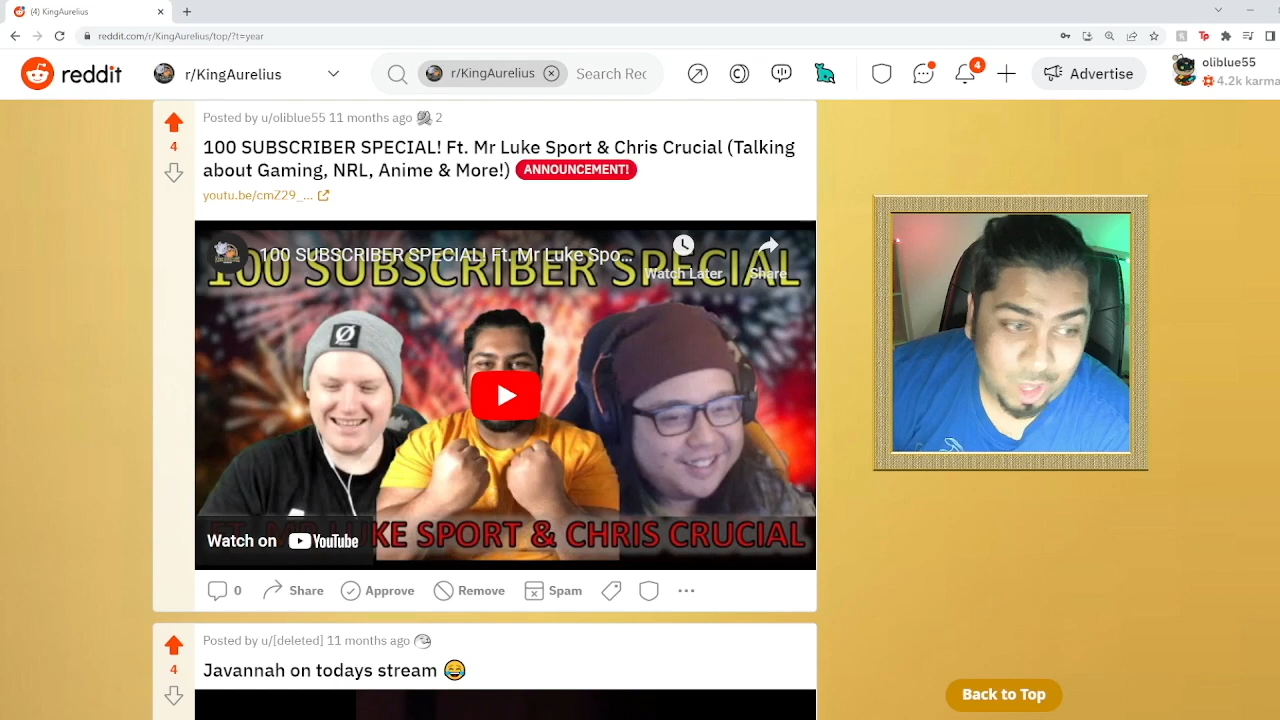 (4) KingAurelius
reddit.com/r/KingAurelius/top/?t=year
reddit
r/KingAurelius
r/KingAurelius
Search Rec
4
Advertise
oliblue55
4.2k karma
Posted by u/oliblue55 11 months ago 2
4
100 SUBSCRIBER SPECIAL! Ft. Mr Luke Sport & Chris Crucial (Talking
about Gaming, NRL, Anime & More!) ANNOUNCEMENT!
youtu.be/cmZ29_...
100 SUBSCRIBER SPECIAL! Ft. Mr Luke Spo...
Watch Later
Share
100 SUBSCRIBER SPECIAL
Watch on YouTube
KE SPORT & CHRIS CRUCIAL
0
Share
Approve
Remove
Spam
Posted by u/[deleted] 11 months ago
4
Javannah on todays stream
Back to Top